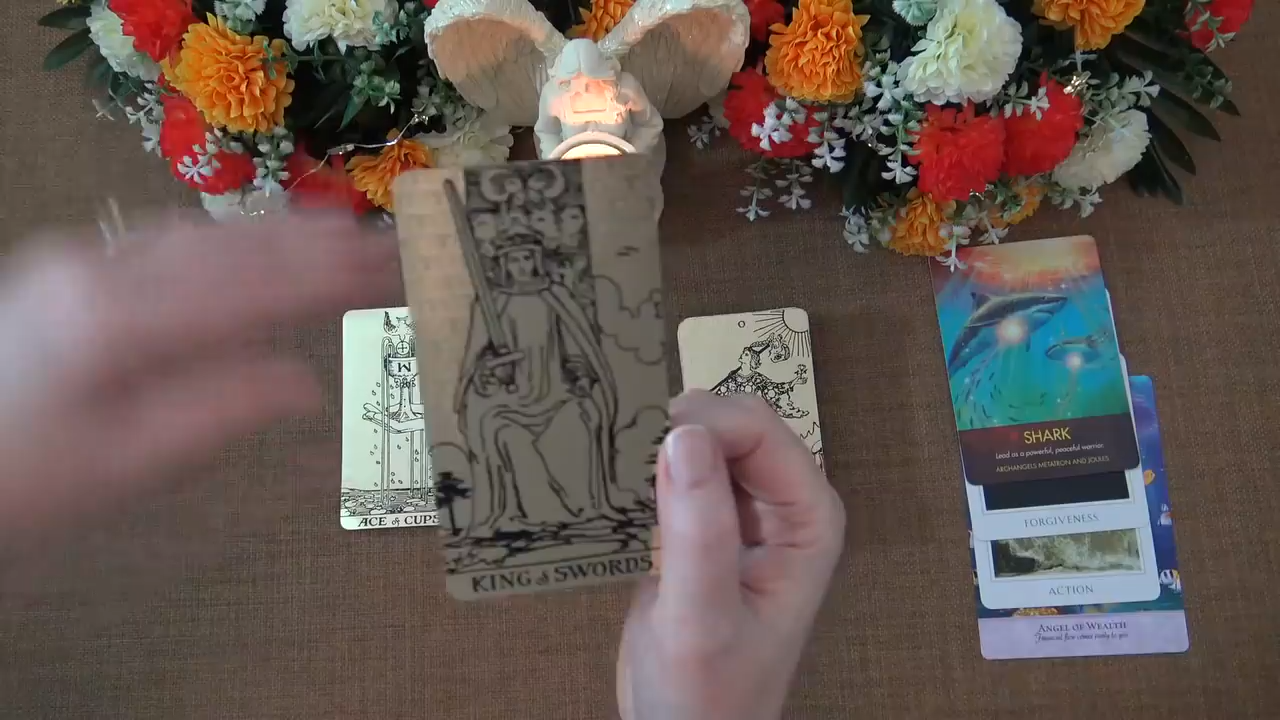 ACE of CUPS
KING of SWORDS
0
SHARK
Lead as a powerful, peaceful warrior.
ARCHANGELS METATRON AND JOULES
FORGIVENESS
ACTION
ANGEL OF WEALTH
Financial flow comes easily to you